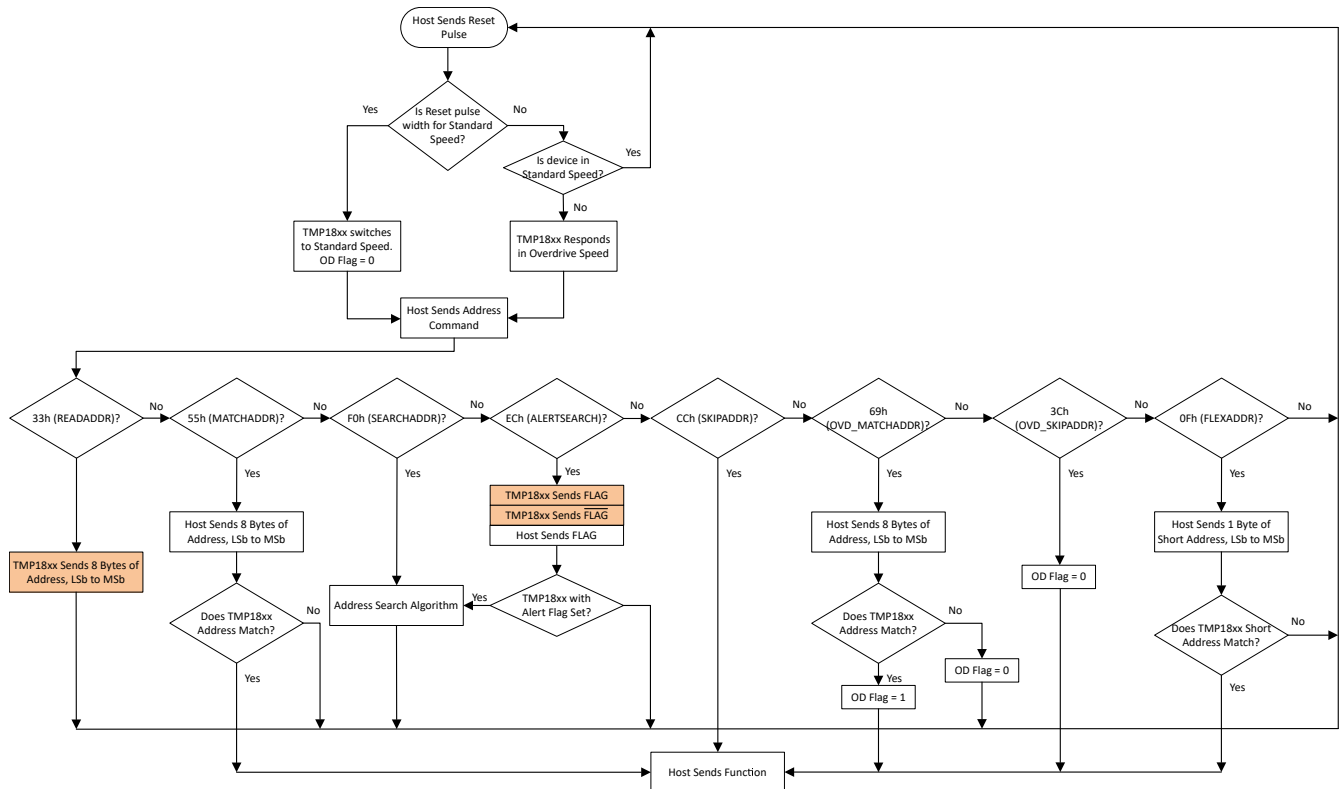 Host Sends Reset
Pulse
Yes
Is Reset pulse
width for Standard
Speed?
No
Is device in
Standard Speed?
Yes
No
TMP18xx switches
to Standard Speed.
OD Flag = 0
TMP18xx Responds
in Overdrive Speed
Host Sends Address
Command
33h (READADDR)?
No
55h (MATCHADDR)?
No
F0h (SEARCHADDR)?
No
ECh (ALERTSEARCH)?
No
CCh (SKIPADDR)?
No
69h
(OVD_MATCHADDR)?
No
3Ch
(OVD_SKIPADDR)?
No
0Fh (FLEXADDR)?
No
Yes
Yes
Yes
Yes
Yes
Yes
Yes
Yes
TMP18xx Sends 8 Bytes of
Address, LSb to MSb
Host Sends 8 Bytes of
Address, LSb to MSb
Does TMP18xx
Address Match?
No
Yes
Address Search Algorithm
TMP18xx Sends FLAG
TMP18xx Sends F̅L̅A̅G̅
Host Sends FLAG
TMP18xx with
Alert Flag Set?
Yes
No
Host Sends 8 Bytes of
Address, LSb to MSb
Does TMP18xx
Address Match?
No
Yes
OD Flag = 0
OD Flag = 1
OD Flag = 0
Host Sends 1 Byte of
Short Address, LSb to MSb
Does TMP18xx Short
Address Match?
No
Yes
Host Sends Function